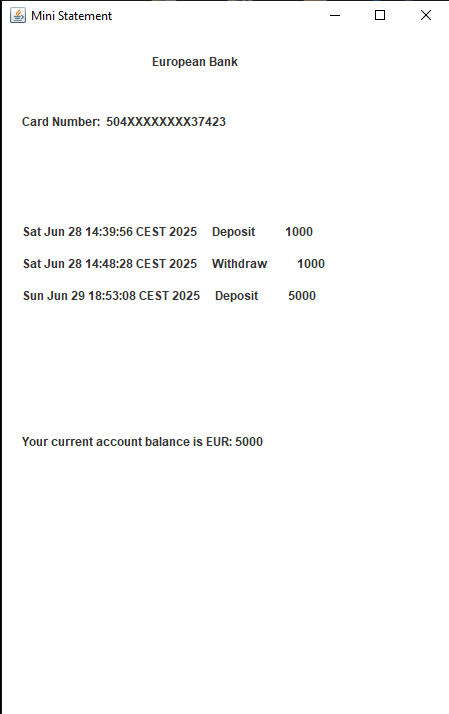 Mini Statement
European Bank
Card Number: 504XXXXXXXX37423
Sat Jun 28 14:39:56 CEST 2025 Deposit 1000
Sat Jun 28 14:48:28 CEST 2025 Withdraw 1000
Sun Jun 29 18:53:08 CEST 2025 Deposit 5000
Your current account balance is EUR: 5000